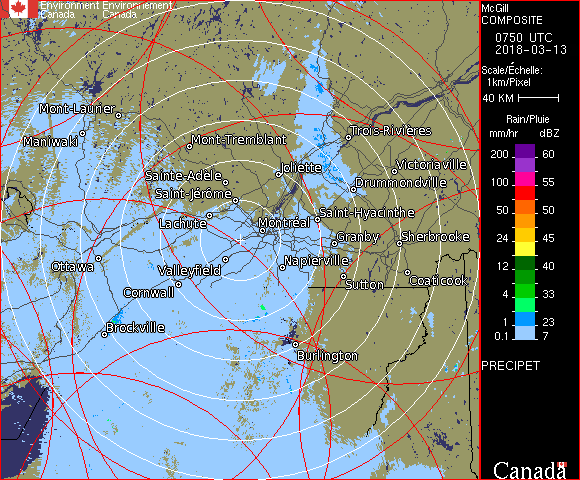 Environment Environnement
Canada Canada
Mont-Laurier
Maniwaki
Mont-Tremblant
Trois-Rivières
Sainte-Adèle
Joliette
Victoriaville
Saint-Jérôme
Drummondville
Lachute
Montréal
Saint-Hyacinthe
Granby
Sherbrooke
Ottawa
Valleyfield
Napierville
Cornwall
Sutton
Coaticook
Brockville
Burlington
McGill
COMPOSITE
0750 UTC
2018-03-13
Scale/Échelle:
1km/Pixel
40 KM
Rain/Pluie
mm/hr dBZ
200 60
100 55
50 50
24 45
12 40
4 33
1 23
0.1 7
PRECIPET
Canada